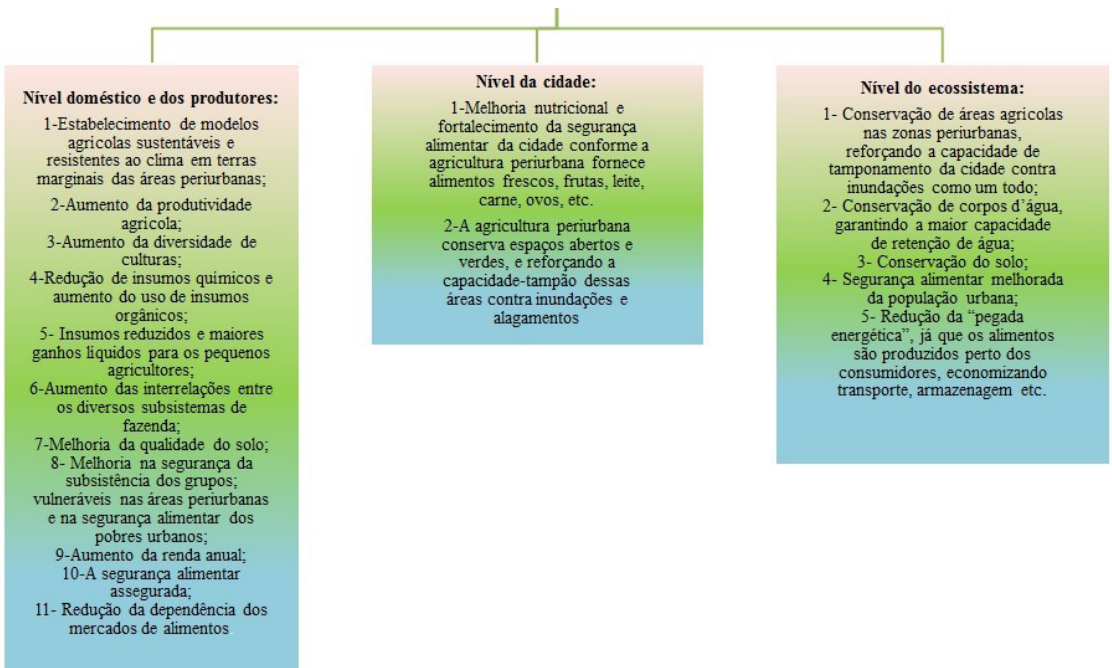 Nível doméstico e dos produtores:
1-Estabelecimento de modelos
agrícolas sustentáveis e
resistentes ao clima em terras
marginais das áreas periurbanas;
2-Aumento da produtividade
agrícola;
3-Aumento da diversidade de
culturas;
4-Redução de insumos químicos e
aumento do uso de insumos
orgânicos;
5- Insumos reduzidos e maiores
ganhos líquidos para os pequenos
agricultores;
6-Aumento das interrelações entre
os diversos subsistemas de
fazenda;
7-Melhoria da qualidade do solo;
8- Melhoria na segurança da
subsistência dos grupos;
vulneráveis nas áreas periurbanas
e na segurança alimentar dos
pobres urbanos;
9-Aumento da renda anual;
10-A segurança alimentar
assegurada;
11- Redução da dependência dos
mercados de alimentos.
Nível da cidade:
1-Melhoria nutricional e
fortalecimento da segurança
alimentar da cidade conforme a
agricultura periurbana fornece
alimentos frescos, frutas, leite,
carne, ovos, etc.
2-A agricultura periurbana
conserva espaços abertos e
verdes, e reforçando a
capacidade-tampão dessas
áreas contra inundações e
alagamentos
Nível do ecossistema:
1- Conservação de áreas agrícolas
nas zonas periurbanas,
reforçando a capacidade de
tamponamento da cidade contra
inundações como um todo;
2- Conservação de corpos d’água,
garantindo a maior capacidade
de retenção de água;
3- Conservação do solo;
4- Segurança alimentar melhorada
da população urbana;
5- Redução da “pegada
energética”, já que os alimentos
são produzidos perto dos
consumidores, economizando
transporte, armazenagem etc.